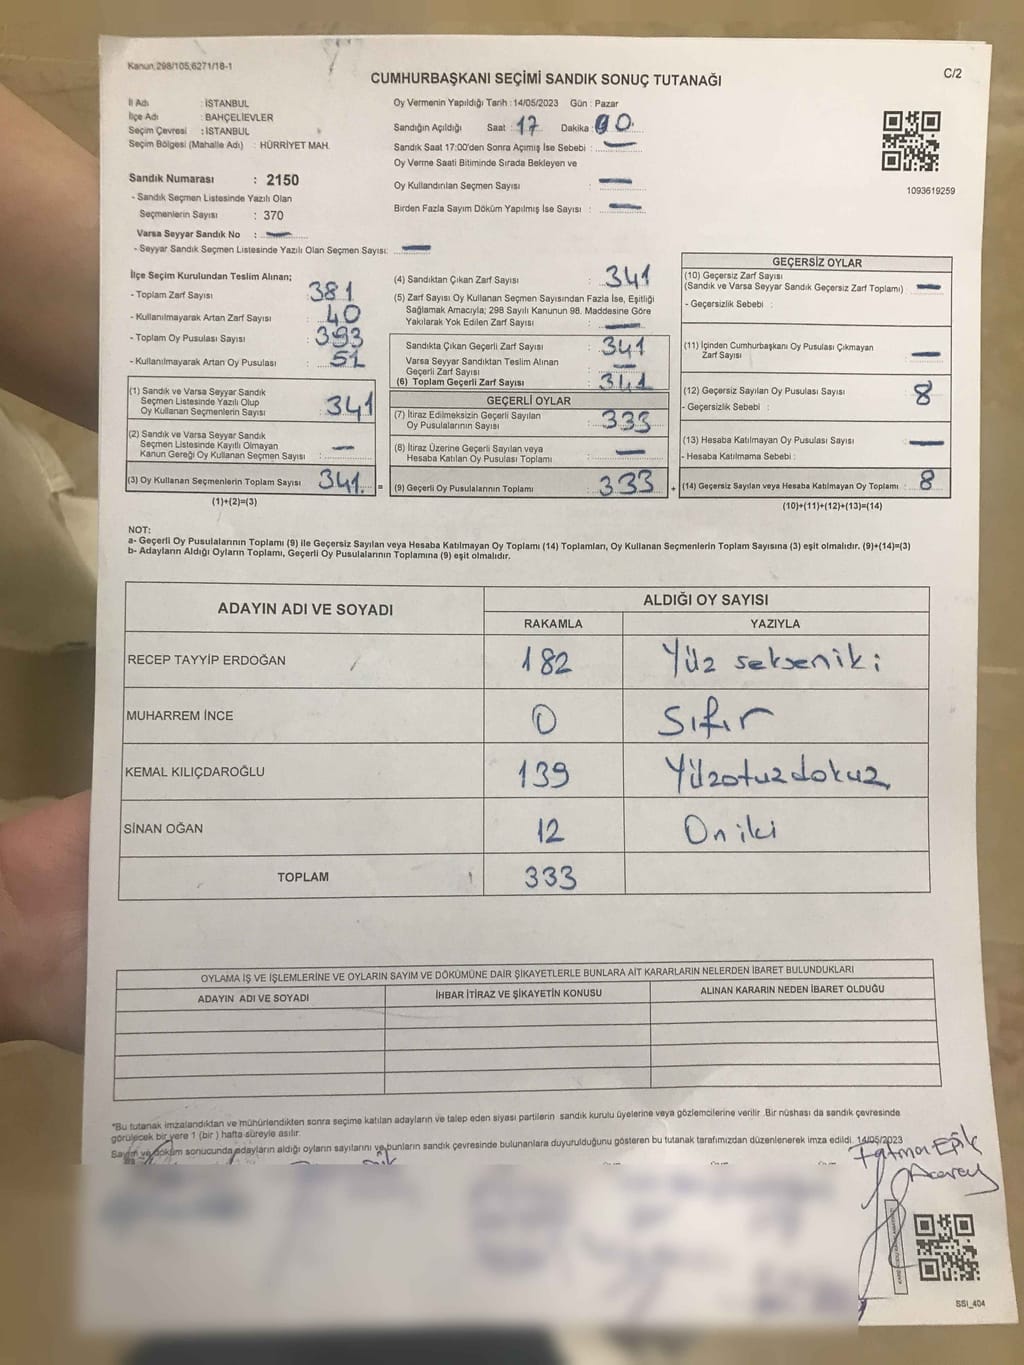 Kanun 298/105,6271/18-1
C/2
CUMHURBAŞKANI SEÇİMİ SANDIK SONUÇ TUTANAĞI
İl Adı : İSTANBUL
İlçe Adı : BAHÇELİEVLER
Seçim Çevresi : İSTANBUL
Seçim Bölgesi (Mahalle Adı) : HÜRRİYET MAH.
Sandık Numarası : 2150
- Sandık Seçmen Listesinde Yazılı Olan
Seçmenlerin Sayısı : 370
Varsa Seyyar Sandık No : —
- Seyyar Sandık Seçmen Listesinde Yazılı Olan Seçmen Sayısı: —
Oy Vermenin Yapıldığı Tarih : 14/05/2023 Gün : Pazar
Sandığın Açıldığı Saat : 17 Dakika : 00
Sandık Saat 17:00'den Sonra Açımış İse Sebebi : —
Oy Verme Saati Bitiminde Sırada Bekleyen ve
Oy Kullandırılan Seçmen Sayısı : —
Birden Fazla Sayım Döküm Yapılmış İse Sayısı : —
1093619259
İlçe Seçim Kurulundan Teslim Alınan;
- Toplam Zarf Sayısı : 381
- Kullanılmayarak Artan Zarf Sayısı : 40
- Toplam Oy Pusulası Sayısı : 393
- Kullanılmayarak Artan Oy Pusulası : 51
(1) Sandık ve Varsa Seyyar Sandık
Seçmen Listesinde Yazılı Olup
Oy Kullanan Seçmenlerin Sayısı : 341
(2) Sandık ve Varsa Seyyar Sandık
Seçmen Listesinde Kayıtlı Olmayan
Kanun Gereği Oy Kullanan Seçmen Sayısı : —
(3) Oy Kullanan Seçmenlerin Toplam Sayısı 341 =
(1)+(2)=(3)
(4) Sandıktan Çıkan Zarf Sayısı : 341
(5) Zarf Sayısı Oy Kullanan Seçmen Sayısından Fazla İse, Eşitliği
Sağlamak Amacıyla; 298 Sayılı Kanunun 98. Maddesine Göre
Yakılarak Yok Edilen Zarf Sayısı : —
Sandıkta Çıkan Geçerli Zarf Sayısı : 341
Varsa Seyyar Sandıktan Teslim Alınan
Geçerli Zarf Sayısı : —
(6) Toplam Geçerli Zarf Sayısı : 341
GEÇERLİ OYLAR
(7) İtiraz Edilmeksizin Geçerli Sayılan
Oy Pusulalarının Sayısı : 333
(8) İtiraz Üzerine Geçerli Sayılan veya
Hesaba Katılan Oy Pusulası Toplamı : —
(9) Geçerli Oy Pusulalarının Toplamı : 333 +
GEÇERSİZ OYLAR
(10) Geçersiz Zarf Sayısı
(Sandık ve Varsa Seyyar Sandık Geçersiz Zarf Toplamı) : —
- Geçersizlik Sebebi :
(11) İçinden Cumhurbaşkanı Oy Pusulası Çıkmayan
Zarf Sayısı : —
(12) Geçersiz Sayılan Oy Pusulası Sayısı : 8
- Geçersizlik Sebebi :
(13) Hesaba Katılmayan Oy Pusulası Sayısı : —
- Hesaba Katılmama Sebebi :
(14) Geçersiz Sayılan veya Hesaba Katılmayan Oy Toplamı : 8
(10)+(11)+(12)+(13)=(14)
NOT:
a- Geçerli Oy Pusulalarının Toplamı (9) ile Geçersiz Sayılan veya Hesaba Katılmayan Oy Toplamı (14) Toplamları, Oy Kullanan Seçmenlerin Toplam Sayısına (3) eşit olmalıdır. (9)+(14)=(3)
b- Adayların Aldığı Oyların Toplamı, Geçerli Oy Pusulalarının Toplamına (9) eşit olmalıdır.
ADAYIN ADI VE SOYADI
ALDIĞI OY SAYISI
RAKAMLA YAZIYLA
RECEP TAYYİP ERDOĞAN 182 Yüz sekseniki
MUHARREM İNCE 0 Sıfır
KEMAL KILIÇDAROĞLU 139 Yüzotuzdokuz
SİNAN OĞAN 12 Oniki
TOPLAM 333
OYLAMA İŞ VE İŞLEMLERİNE VE OYLARIN SAYIM VE DÖKÜMÜNE DAİR ŞİKAYETLERLE BUNLARA AİT KARARLARIN NELERDEN İBARET BULUNDUKLARI
ADAYIN ADI VE SOYADI İHBAR İTİRAZ VE ŞİKAYETİN KONUSU ALINAN KARARIN NEDEN İBARET OLDUĞU
*Bu tutanak imzalandıktan ve mühürlendikten sonra seçime katılan adayların ve talep eden siyasi partilerin sandık kurulu üyelerine veya gözlemcilerine verilir. Bir nüshası da sandık çevresinde
görülecek bir yere 1 (bir) hafta süreyle asılır.
Sayım ve döküm sonucunda adayların aldığı oyların sayılarını ve bunların sandık çevresinde bulunanlara duyurulduğunu gösteren bu tutanak tarafımızdan düzenlenerek imza edildi. 14/05/2023
Fatma Epik
SSI_404